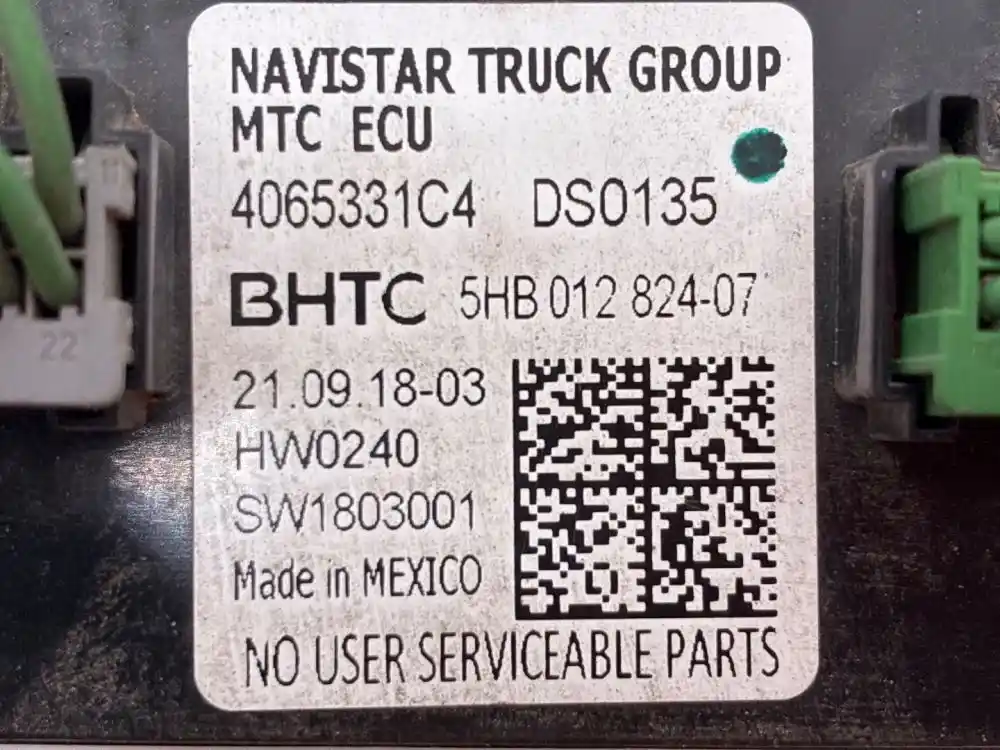 NAVISTAR TRUCK GROUP
MTC ECU
4065331C4 DS0135
BHTC 5HB 012 824-07
21.09.18-03
HW0240
SW1803001
Made in MEXICO
NO USER SERVICEABLE PARTS
22